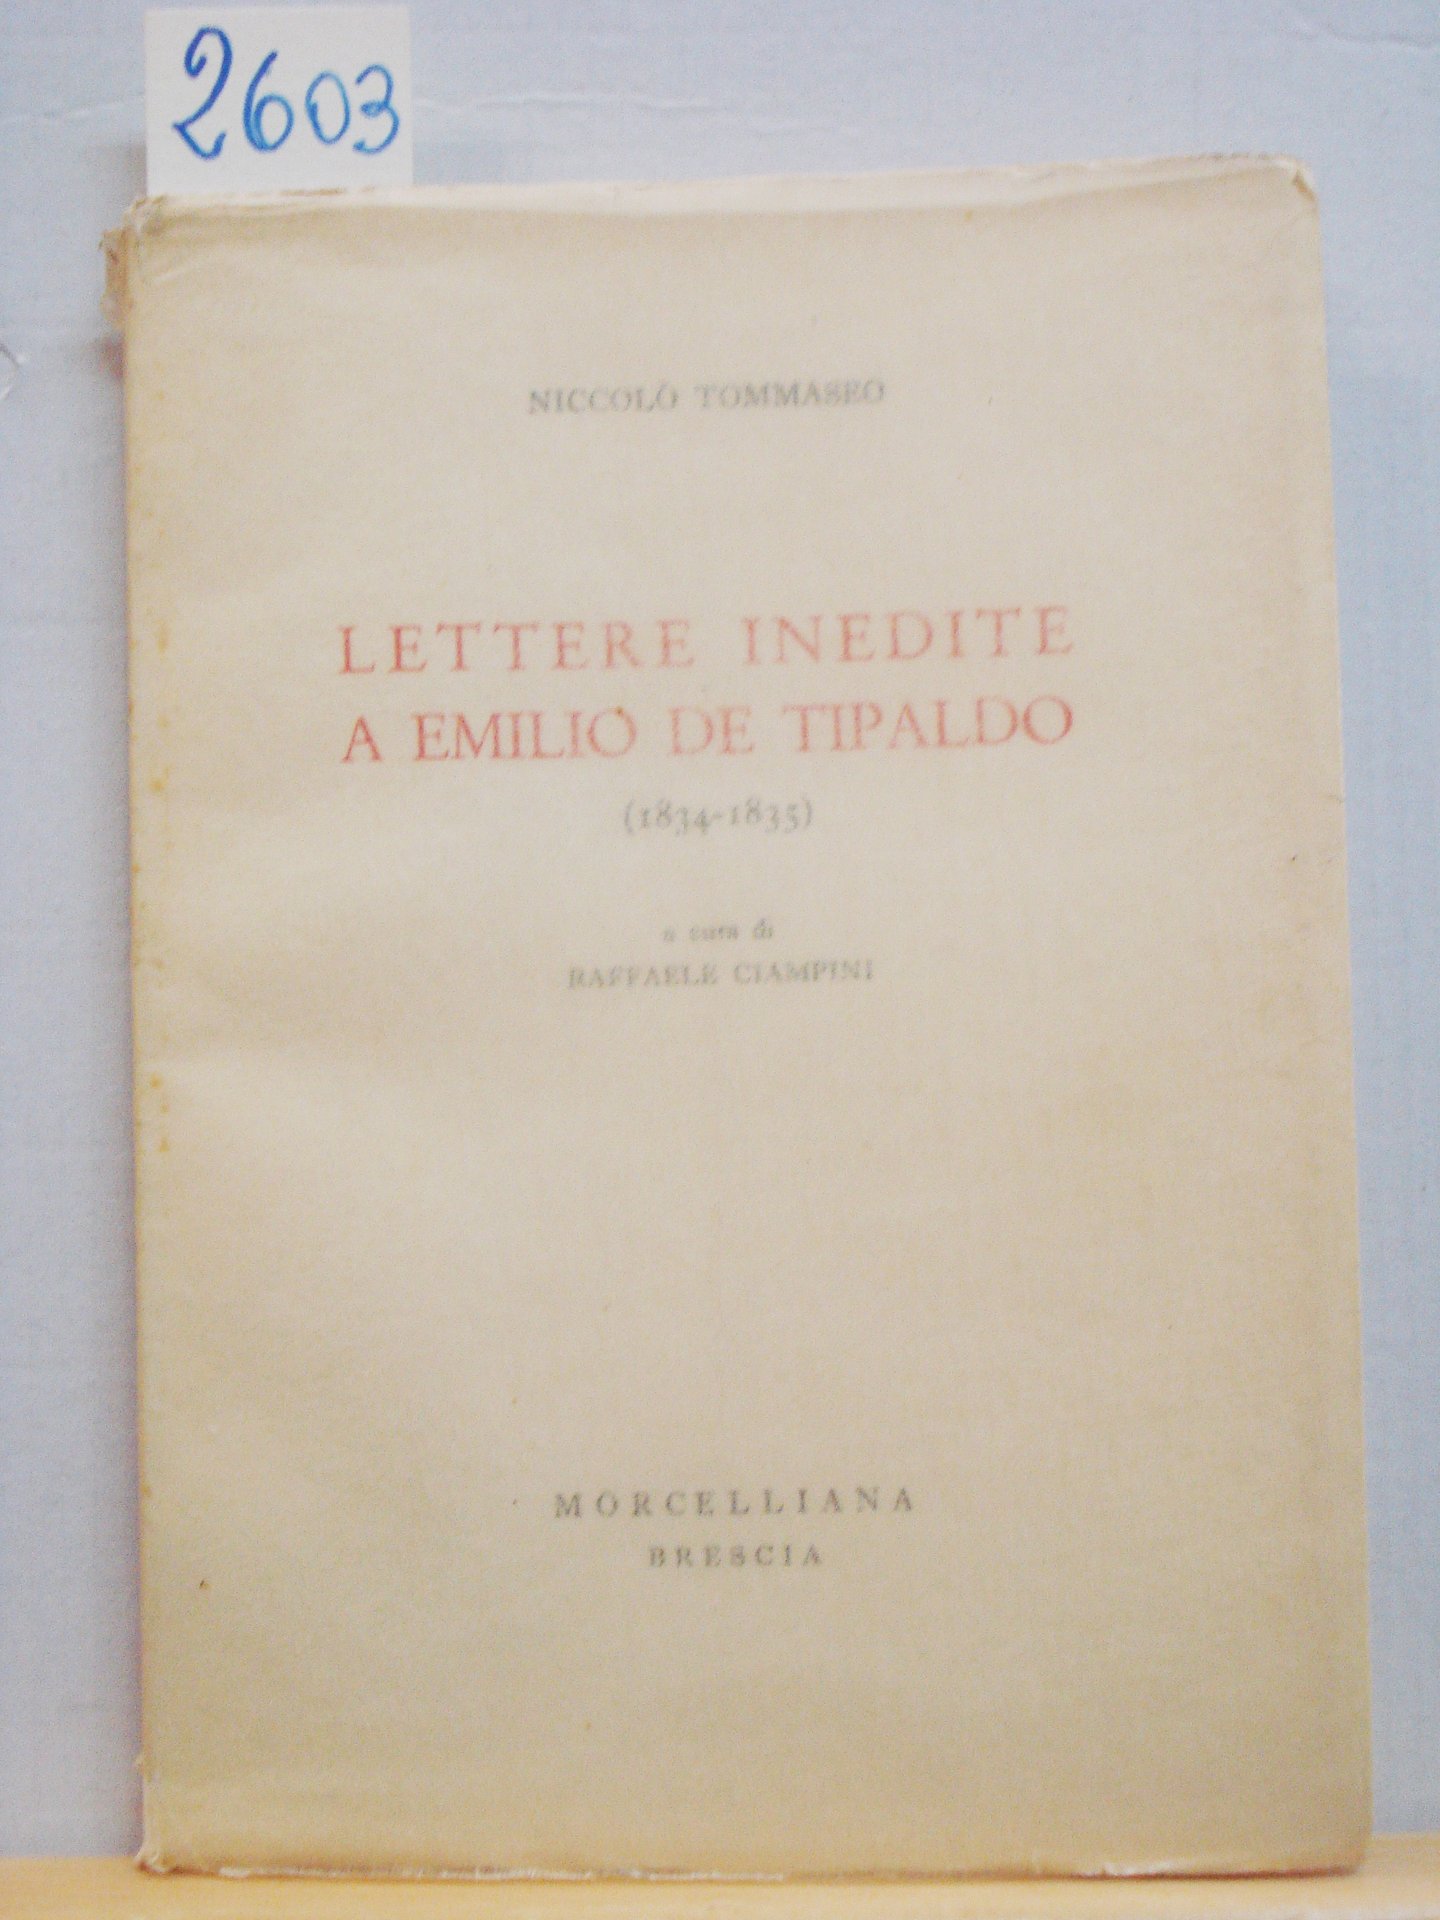 2603
NICCOLÒ TOMMASEO
LETTERE INEDITE
A EMILIO DE TIPALDO
(1834-1835)
a cura di
RAFFAELE CIAMPINI
MORCELLIANA
BRESCIA